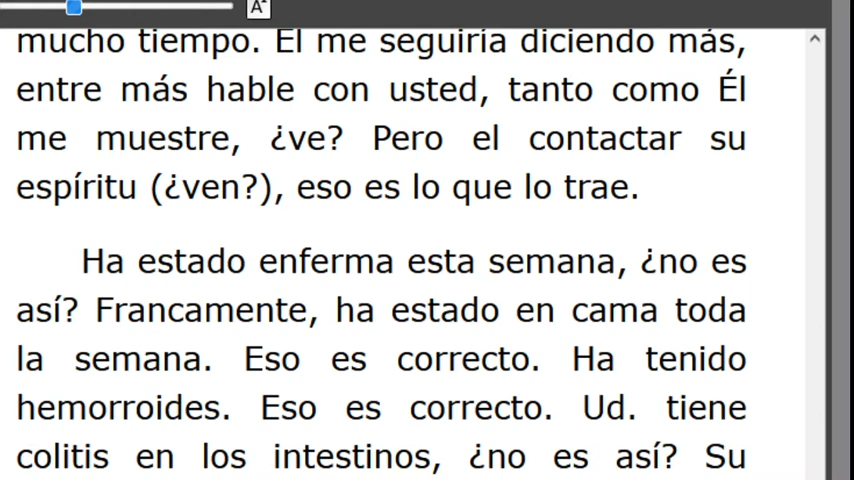 A
mucho tiempo. Él me seguiría diciendo más,
entre más hable con usted, tanto como Él
me muestre, ¿ve? Pero el contactar su
espíritu (¿ven?), eso es lo que lo trae.
Ha estado enferma esta semana, ¿no es
así? Francamente, ha estado en cama toda
la semana. Eso es correcto. Ha tenido
hemorroides. Eso es correcto. Ud. tiene
colitis en los intestinos, ¿no es así? Su